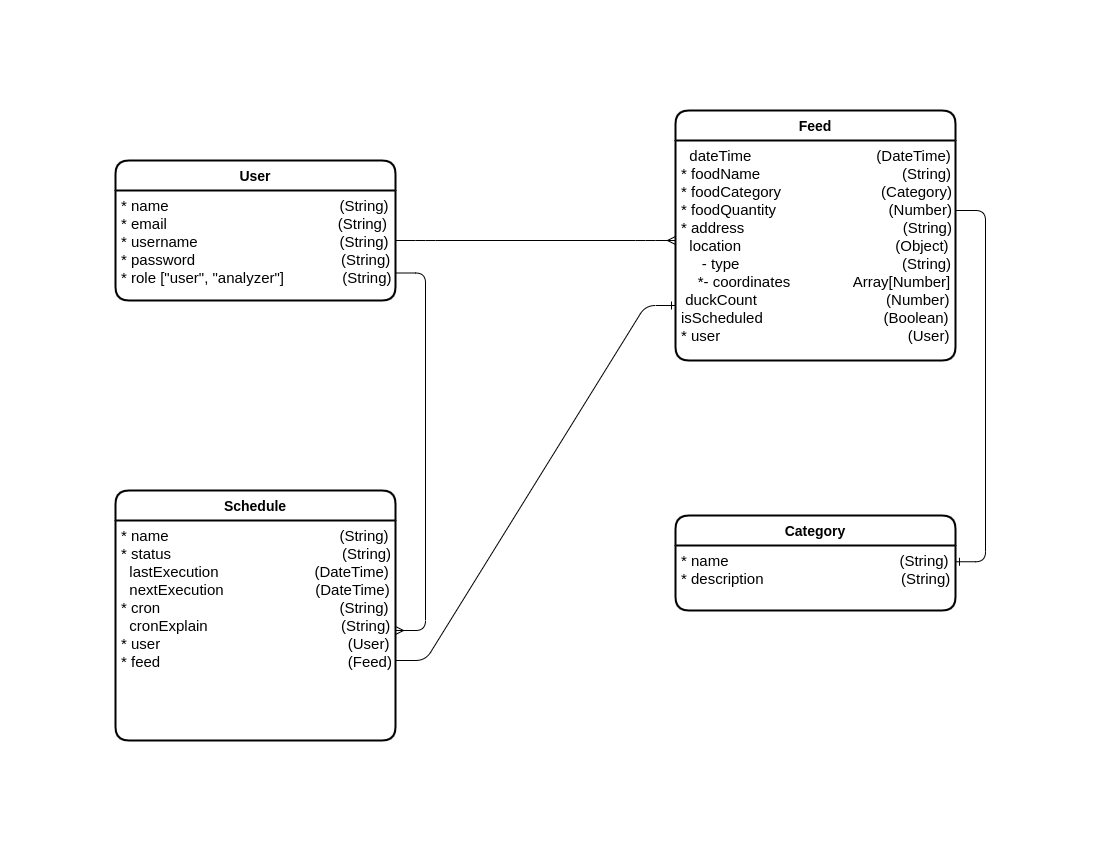 User
* name (String)
* email (String)
* username (String)
* password (String)
* role ["user", "analyzer"] (String)
Feed
dateTime (DateTime)
* foodName (String)
* foodCategory (Category)
* foodQuantity (Number)
* address (String)
location (Object)
- type (String)
*- coordinates Array[Number]
duckCount (Number)
isScheduled (Boolean)
* user (User)
Schedule
* name (String)
* status (String)
lastExecution (DateTime)
nextExecution (DateTime)
* cron (String)
cronExplain (String)
* user (User)
* feed (Feed)
Category
* name (String)
* description (String)